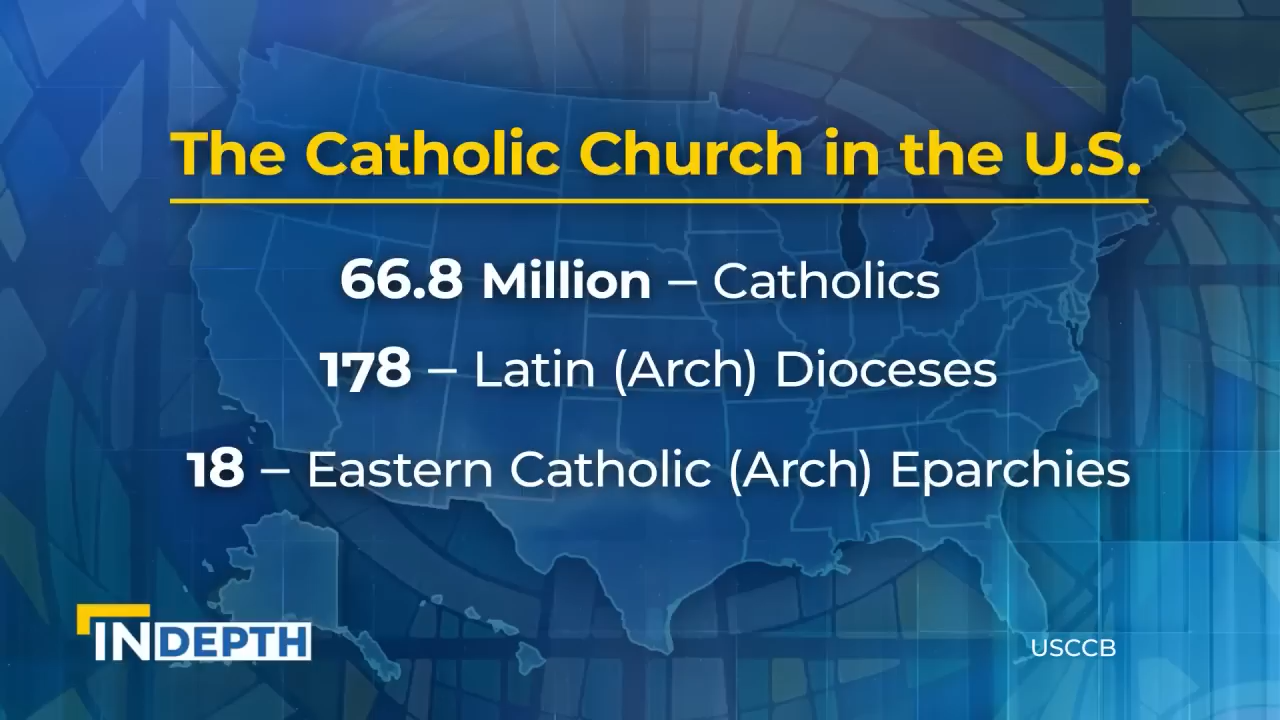 The Catholic Church in the U.S.
66.8 Million – Catholics
178 – Latin (Arch) Dioceses
18 – Eastern Catholic (Arch) Eparchies
INDEPTH
USCCB